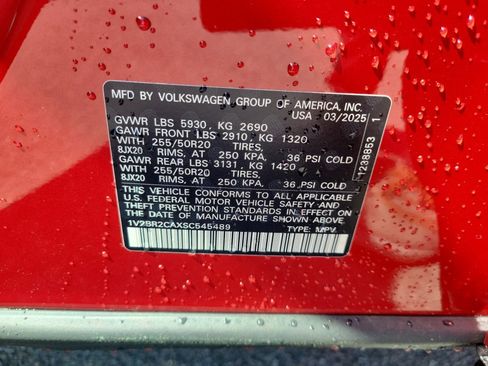 MFD BY VOLKSWAGEN GROUP OF AMERICA, INC.
USA 03/2025
GVWR LBS 5930, KG 2690
GAWR FRONT LBS 2910, KG 1320
WITH 255/50R20
8JX20 RIMS, AT 250 KPA, 36 PSI COLD
GAWR REAR LBS 3131, KG 1420
WITH 255/50R20
8JX20 RIMS, AT 250 KPA, 36 PSI COLD
THIS VEHICLE CONFORMS TO ALL APPLICABLE
U.S. FEDERAL MOTOR VEHICLE SAFETY AND
THEFT PREVENTION STANDARDS IN EFFECT ON
THE DATE OF MANUFACTURE SHOWN ABOVE.
1V2BR2CAXSC545489 TYPE: MPV
1238853 1